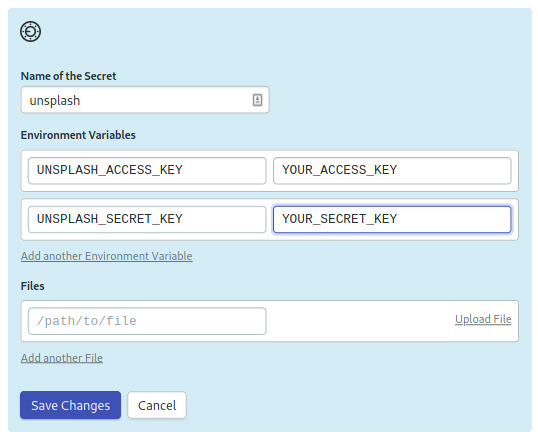 Name of the Secret
unsplash
Environment Variables
UNSPLASH_ACCESS_KEY YOUR_ACCESS_KEY
UNSPLASH_SECRET_KEY YOUR_SECRET_KEY
Add another Environment Variable
Files
/path/to/file Upload File
Add another File
Save Changes Cancel